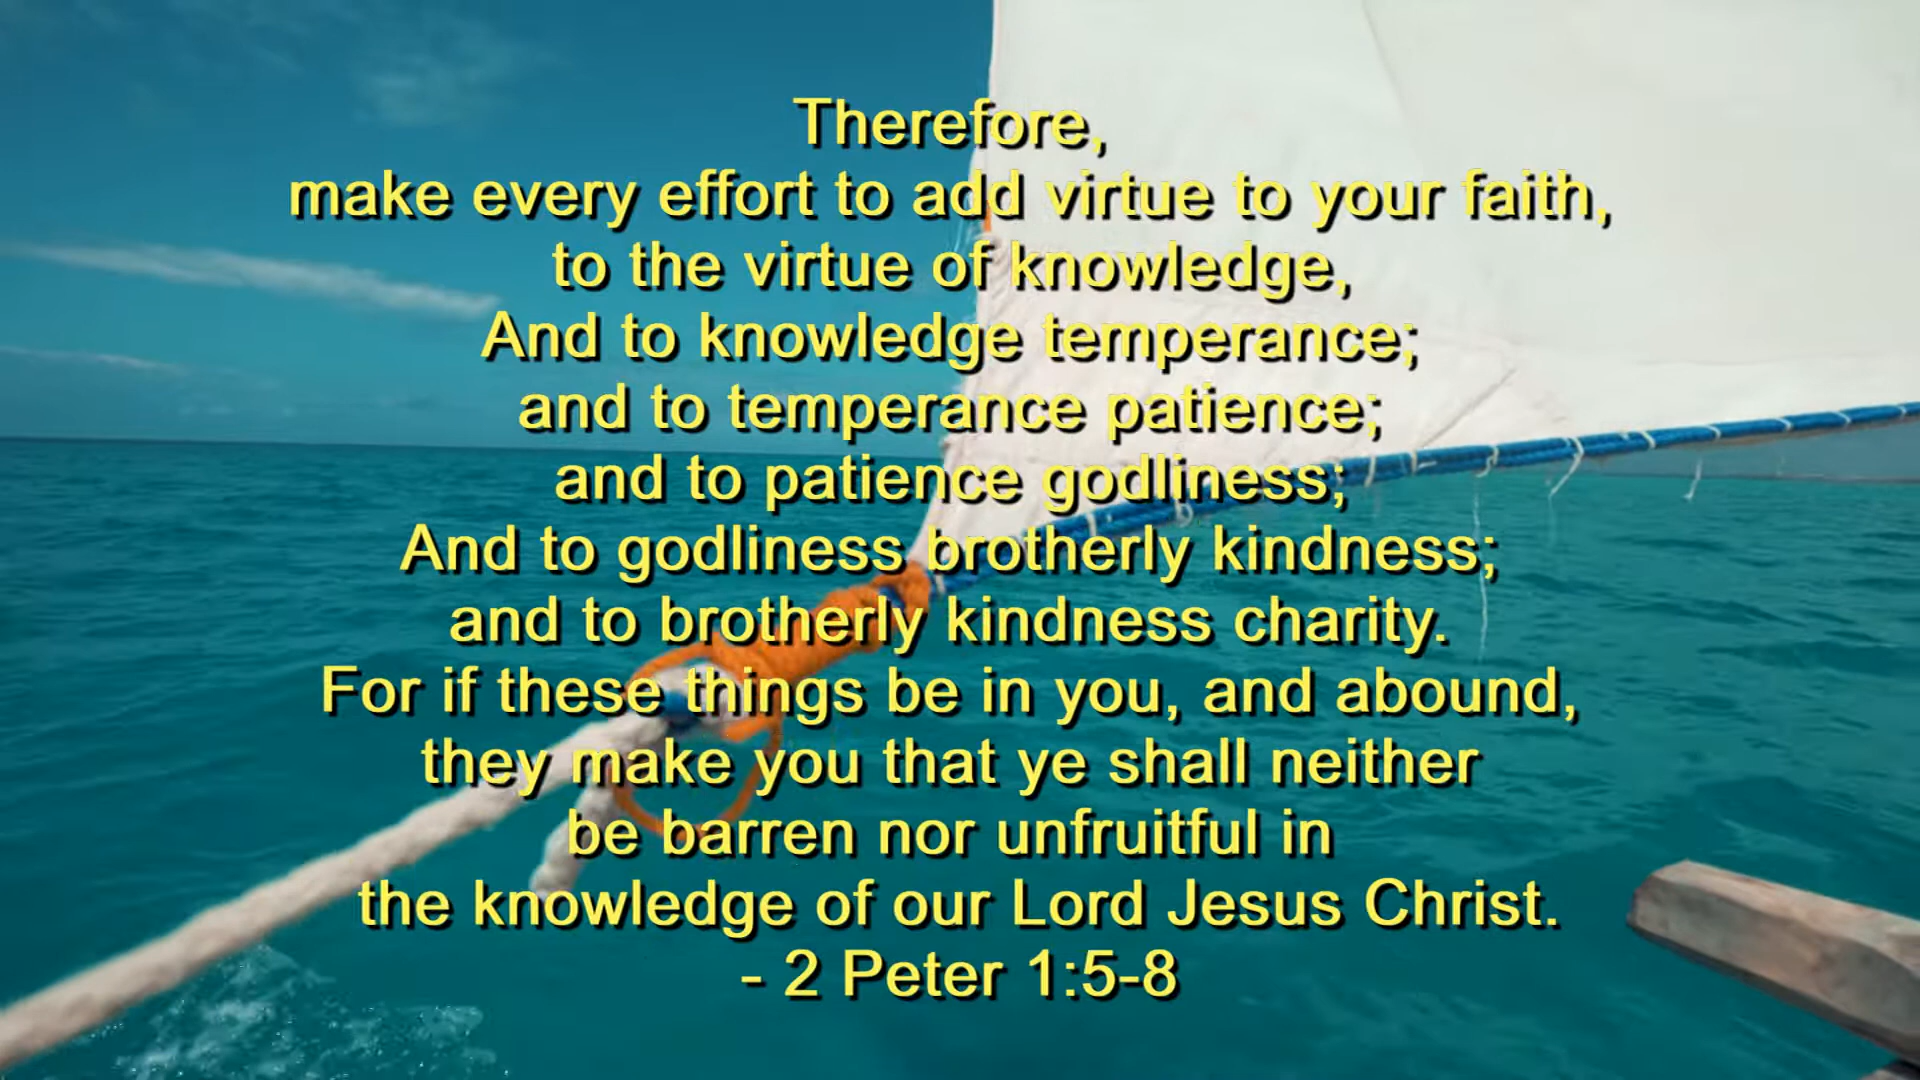 Therefore,
make every effort to add virtue to your faith,
to the virtue of knowledge,
And to knowledge temperance;
and to temperance patience;
and to patience godliness;
And to godliness brotherly kindness;
and to brotherly kindness charity.
For if these things be in you, and abound,
they make you that ye shall neither
be barren nor unfruitful in
the knowledge of our Lord Jesus Christ.
- 2 Peter 1:5-8